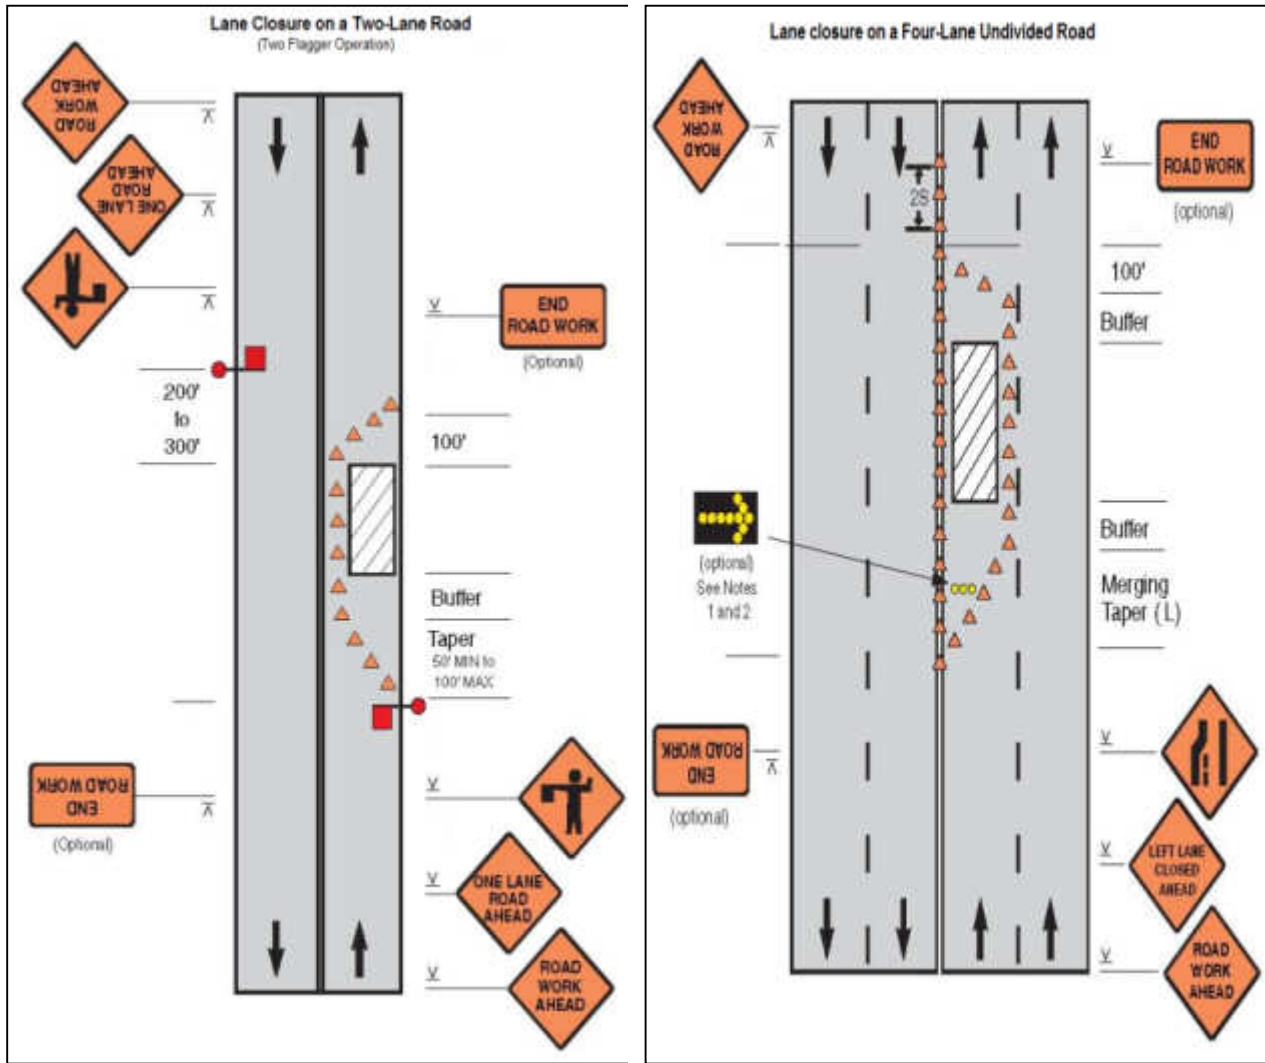 Lane Closure on a Two-Lane Road
(Two Flagger Operation)
ROAD
WORK
AHEAD
ONE LANE
ROAD
AHEAD
END
ROAD WORK
(Optional)
200'
to
300'
100'
Buffer
Taper
50' MIN to
100' MAX
END
ROAD WORK
(Optional)
ONE LANE
ROAD
AHEAD
ROAD
WORK
AHEAD
Lane closure on a Four-Lane Undivided Road
ROAD
WORK
AHEAD
END
ROAD WORK
(optional)
2S
100'
Buffer
(optional)
See Notes
1 and 2
Buffer
Merging
Taper (L)
END
ROAD WORK
(optional)
LEFT LANE
CLOSED
AHEAD
ROAD
WORK
AHEAD